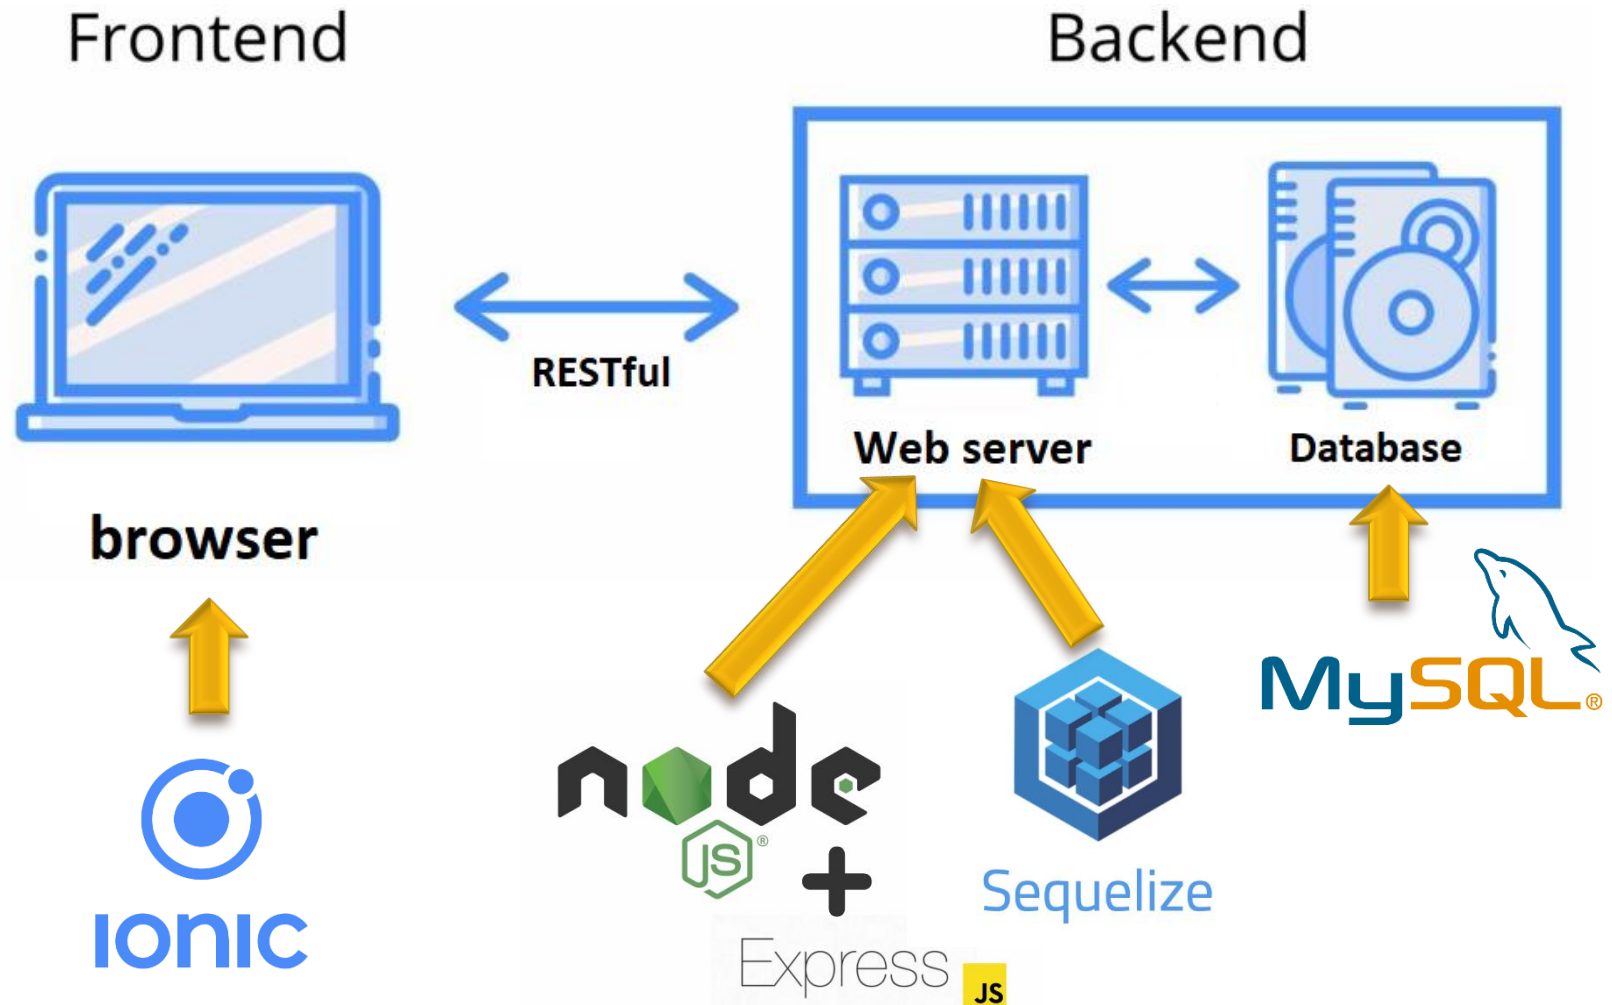 Frontend
Backend
RESTful
Web server
Database
browser
MySQL®
node
JS®
+
Sequelize
IONIC
Express
JS